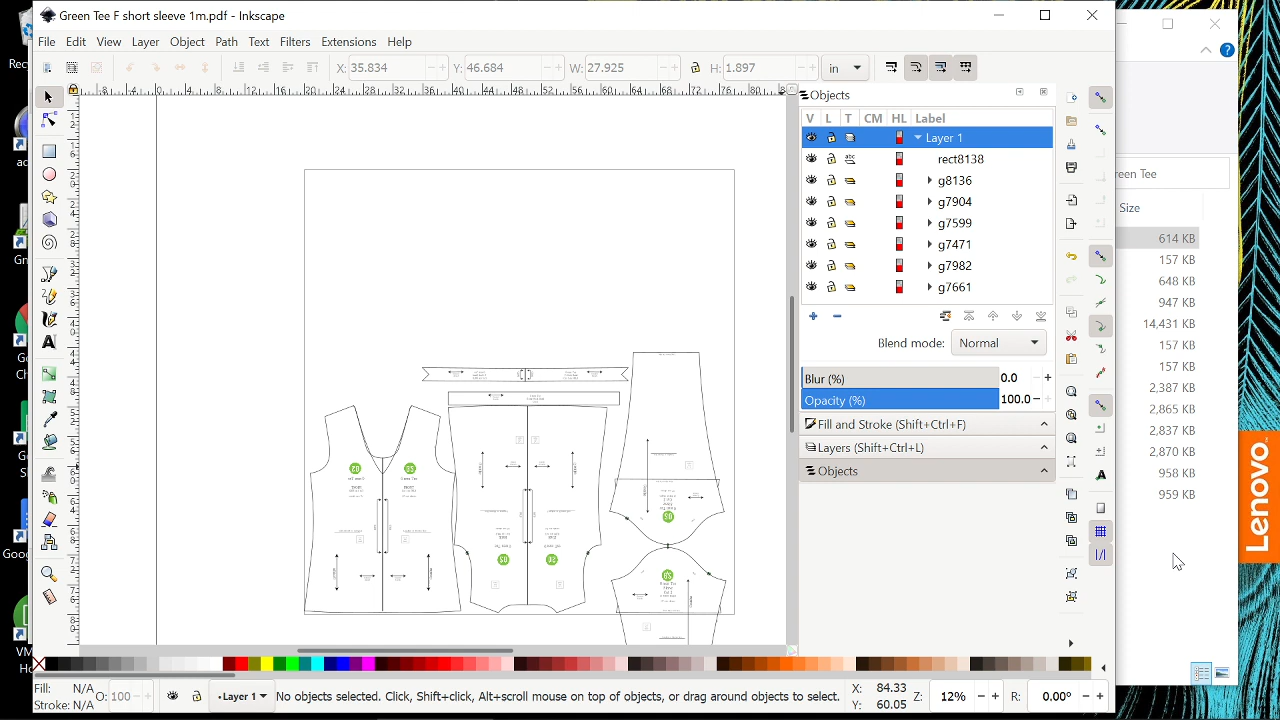 Green Tee F short sleeve 1m.pdf - Inkscape
File Edit View Layer Object Path Text Filters Extensions Help
X: 35.834 Y: 46.684 W: 27.925 H: 1.897 in
Objects
V L T CM HL Label
Layer 1
rect8138
g8136
g7904
g7599
g7471
g7982
g7661
Blend mode: Normal
Blur (%) 0.0
Opacity (%) 100.0
Fill and Stroke (Shift+Ctrl+F)
Layers (Shift+Ctrl+L)
Objects
reen Tee
Size
614 KB
157 KB
648 KB
947 KB
14,431 KB
157 KB
157 KB
2,387 KB
2,865 KB
2,837 KB
2,870 KB
958 KB
959 KB
Lenovo
Fill: N/A
Stroke: N/A
O: 100
Layer 1
No objects selected. Click, Shift+click, Alt+scroll mouse on top of objects, or drag around objects to select.
X: 84.33
Y: 60.05
Z: 12%
R: 0.00°